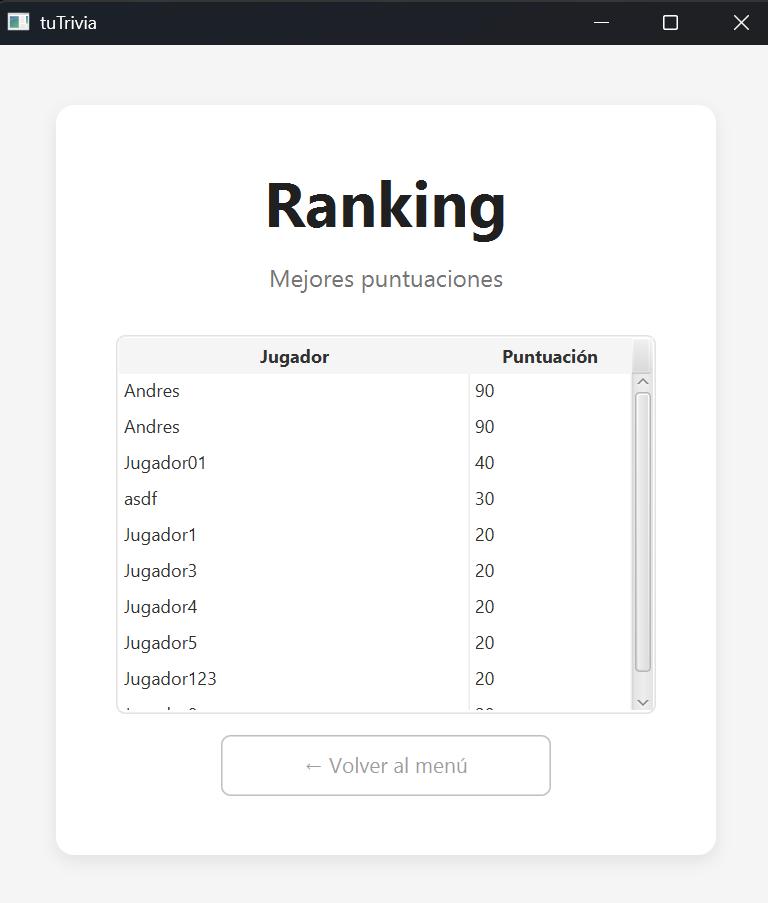 tuTrivia
Ranking
Mejores puntuaciones
Jugador Puntuación
Andres 90
Andres 90
Jugador01 40
asdf 30
Jugador1 20
Jugador3 20
Jugador4 20
Jugador5 20
Jugador123 20
← Volver al menú